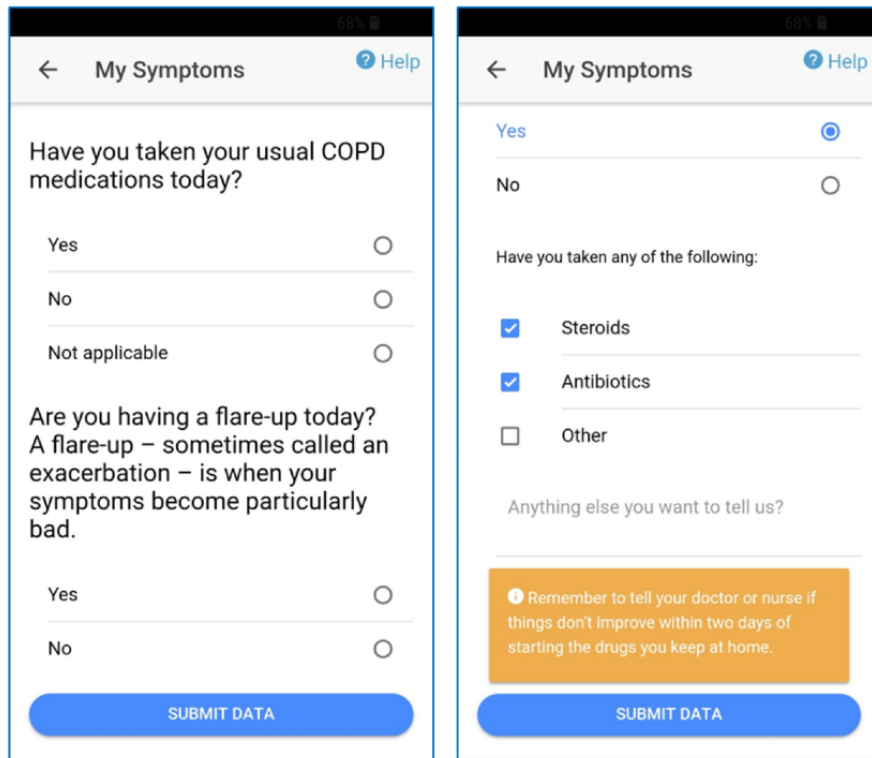 68%
My Symptoms
? Help
Have you taken your usual COPD
medications today?
Yes
No
Not applicable
Are you having a flare-up today?
A flare-up – sometimes called an
exacerbation – is when your
symptoms become particularly
bad.
Yes
No
SUBMIT DATA
68%
My Symptoms
? Help
Yes
No
Have you taken any of the following:
Steroids
Antibiotics
Other
Anything else you want to tell us?
Remember to tell your doctor or nurse if
things don't improve within two days of
starting the drugs you keep at home.
SUBMIT DATA